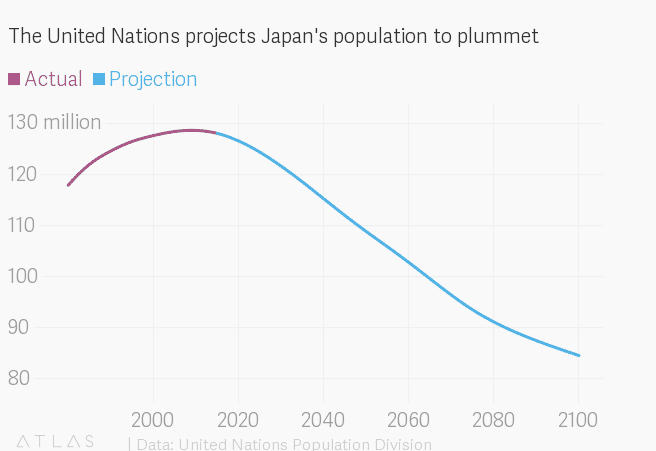 The United Nations projects Japan's population to plummet
Actual Projection
130 million
120
110
100
90
80
2000 2020 2040 2060 2080 2100
ATLAS | Data: United Nations Population Division